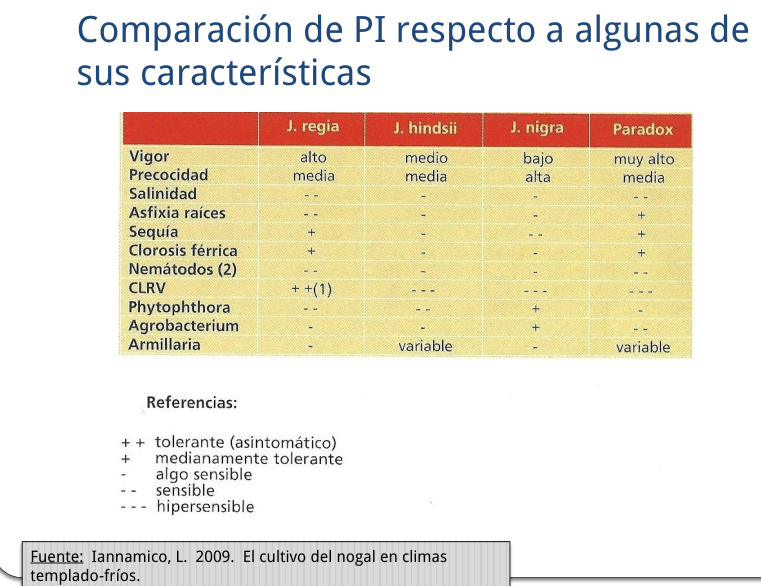 Comparación de PI respecto a algunas de
sus características
J. regia J. hindsii J. nigra Paradox
Vigor alto medio bajo muy alto
Precocidad media media alta media
Salinidad - - - - - -
Asfixia raíces - - - - +
Sequía + - - - +
Clorosis férrica + - - +
Nemátodos (2) - - - - - -
CLRV + +(1) - - - - - - - - -
Phytophthora - - - - + -
Agrobacterium - - + - -
Armillaria - variable - variable
Referencias:
+ + tolerante (asintomático)
+ medianamente tolerante
- algo sensible
- - sensible
- - - hipersensible
Fuente: Iannamico, L. 2009. El cultivo del nogal en climas
templado-fríos.